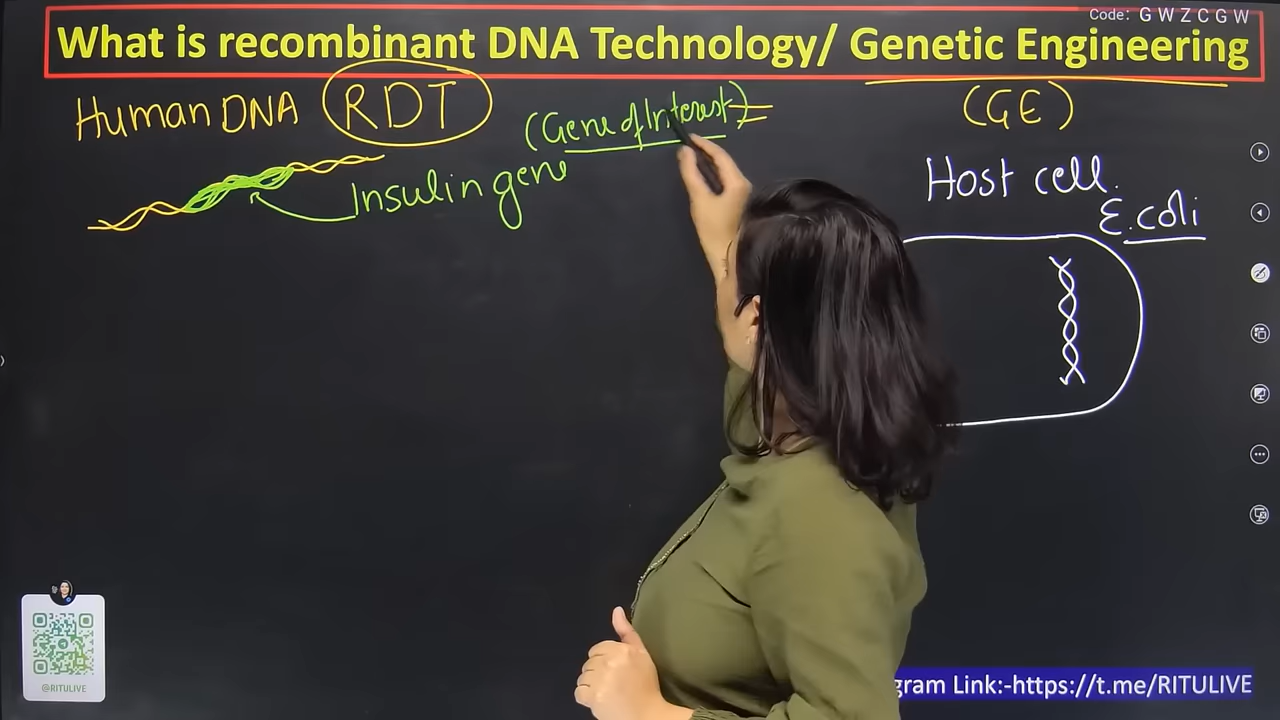 Code: G W Z C G W
What is recombinant DNA Technology/ Genetic Engineering
Human DNA RDT (Gene of Interest) (GE)
Insulin gene
Host cell
E.coli
@RITULIVE
gram Link:-https://t.me/RITULIVE